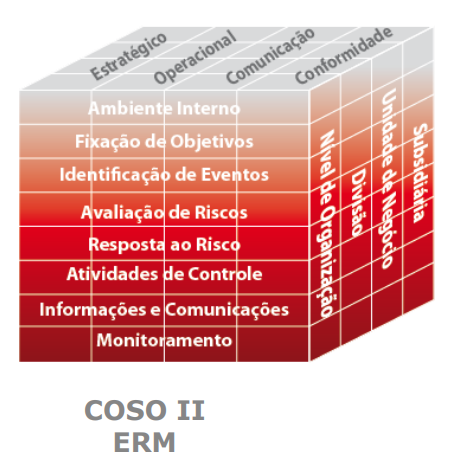 Estratégico
Operacional
Comunicação
Conformidade
Ambiente Interno
Fixação de Objetivos
Identificação de Eventos
Avaliação de Riscos
Resposta ao Risco
Atividades de Controle
Informações e Comunicações
Monitoramento
Nível de Organização
Divisão
Unidade de Negócio
Subsidiária
COSO II
ERM